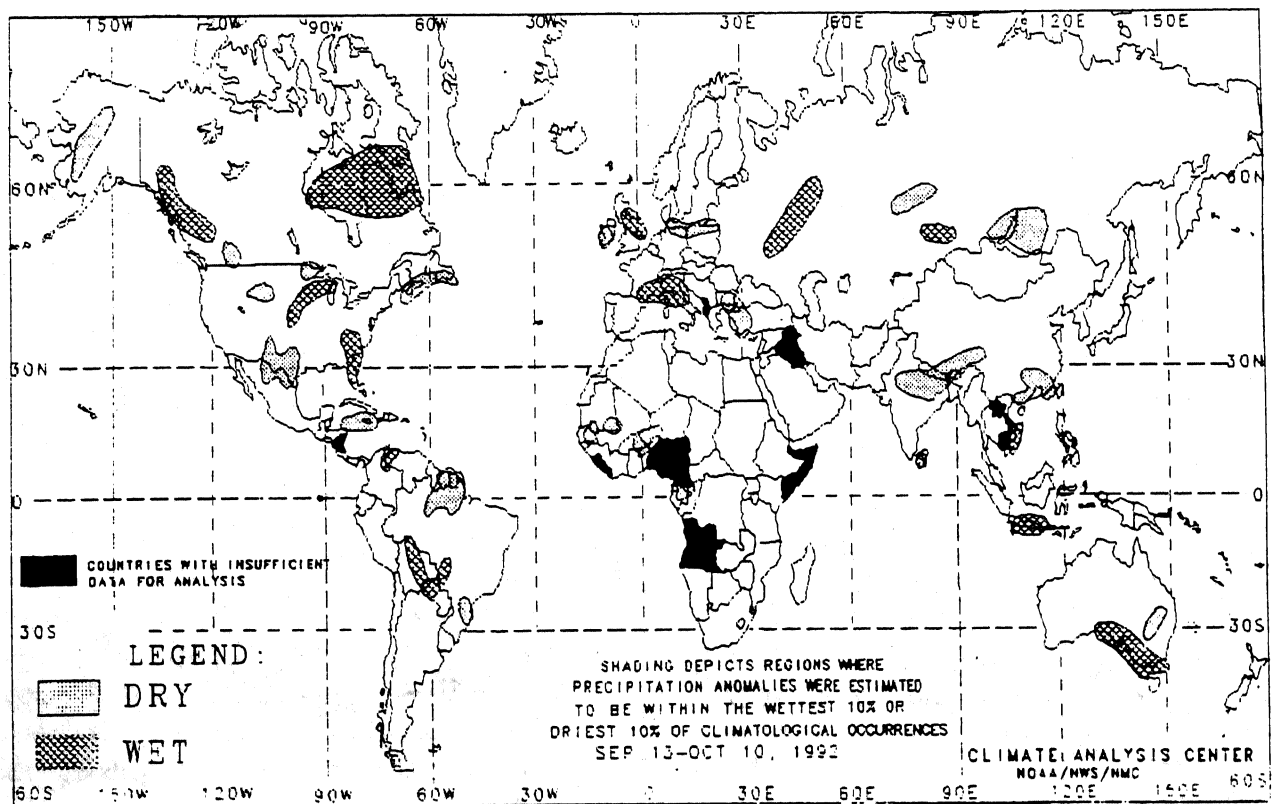 150W 120W 90W 60W 30W 0 30E 60E 90E 120E 150E
60N 60N
30N 30N
0 0
COUNTRIES WITH INSUFFICIENT
DATA FOR ANALYSIS
30S 30S
LEGEND:
DRY
WET
SHADING DEPICTS REGIONS WHERE
PRECIPITATION ANOMALIES WERE ESTIMATED
TO BE WITHIN THE WETTEST 10% OR
DRIEST 10% OF CLIMATOLOGICAL OCCURRENCES
SEP 13-OCT 10, 1992
CLIMATE ANALYSIS CENTER
NOAA/NWS/NMC
60S 150W 120W 90W 60W 30W 0 30E 60E 90E 120E 150E 60S